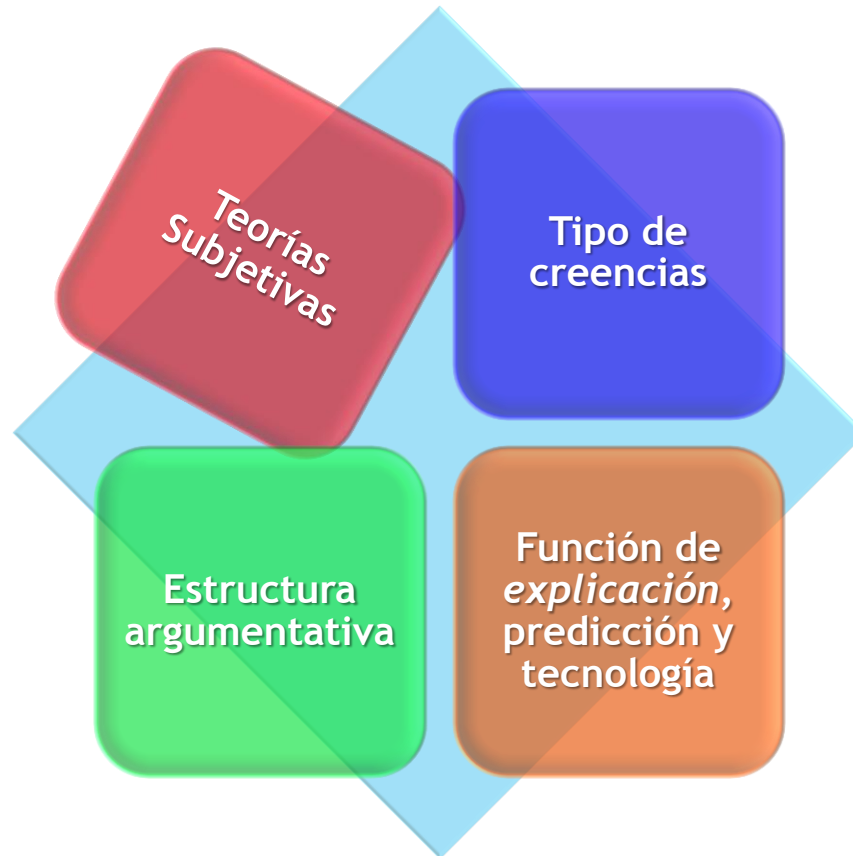 Teorías
Subjetivas
Tipo de
creencias
Estructura
argumentativa
Función de
explicación,
predicción y
tecnología